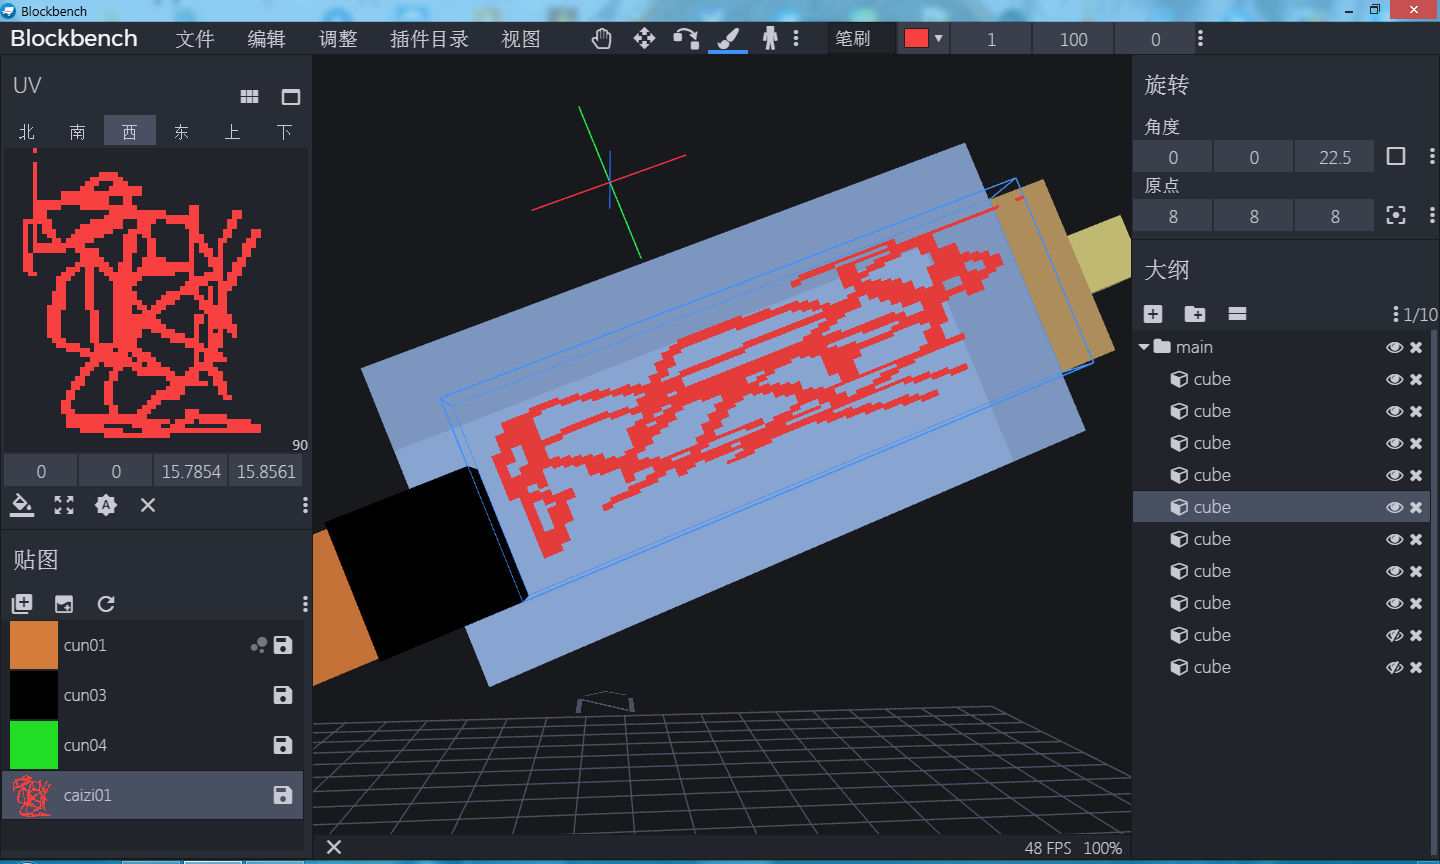 Blockbench
Blockbench 文件 编辑 调整 插件目录 视图 笔刷 1 100 0
UV
北 南 西 东 上 下
90
0 0 15.7854 15.8561
贴图
cun01
cun03
cun04
caizi01
48 FPS 100%
旋转
角度
0 0 22.5
原点
8 8 8
大纲
1/10
main
cube
cube
cube
cube
cube
cube
cube
cube
cube
cube